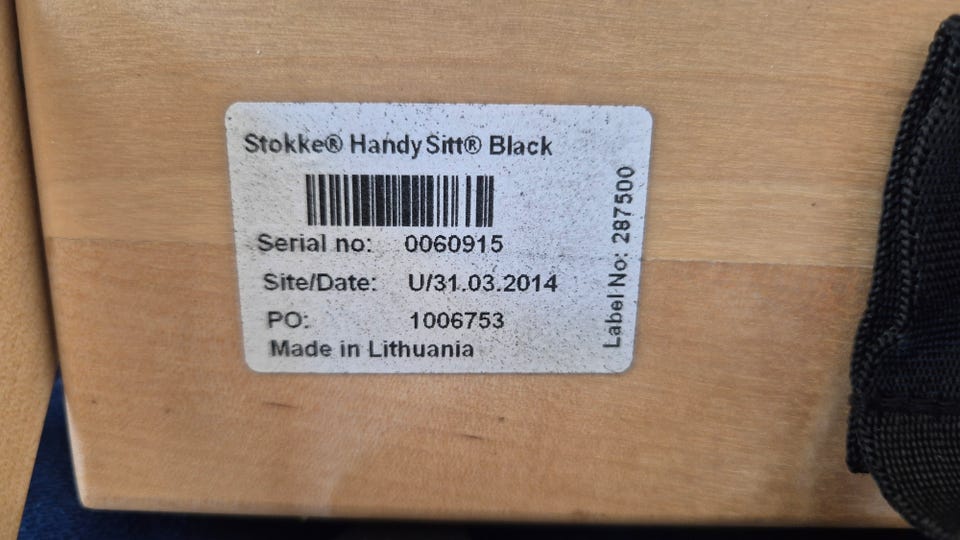 Stokke® HandySitt® Black
Serial no: 0060915
Site/Date: U/31.03.2014
PO: 1006753
Made in Lithuania
Label No: 287500